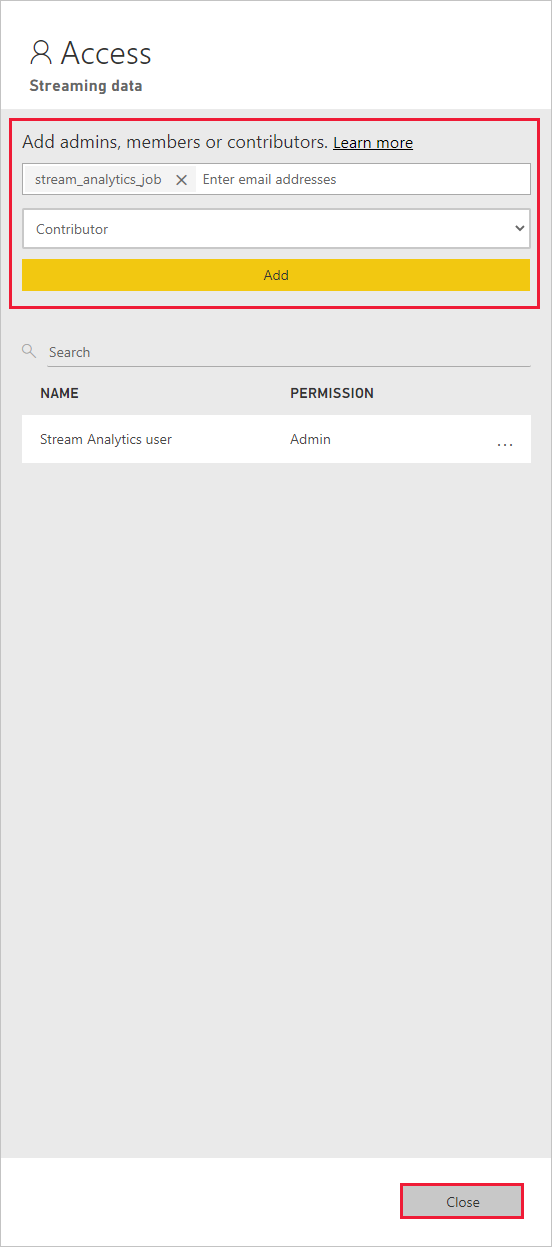 Access
Streaming data
Add admins, members or contributors. Learn more
stream_analytics_job Enter email addresses
Contributor
Add
Search
NAME PERMISSION
Stream Analytics user Admin ...
Close